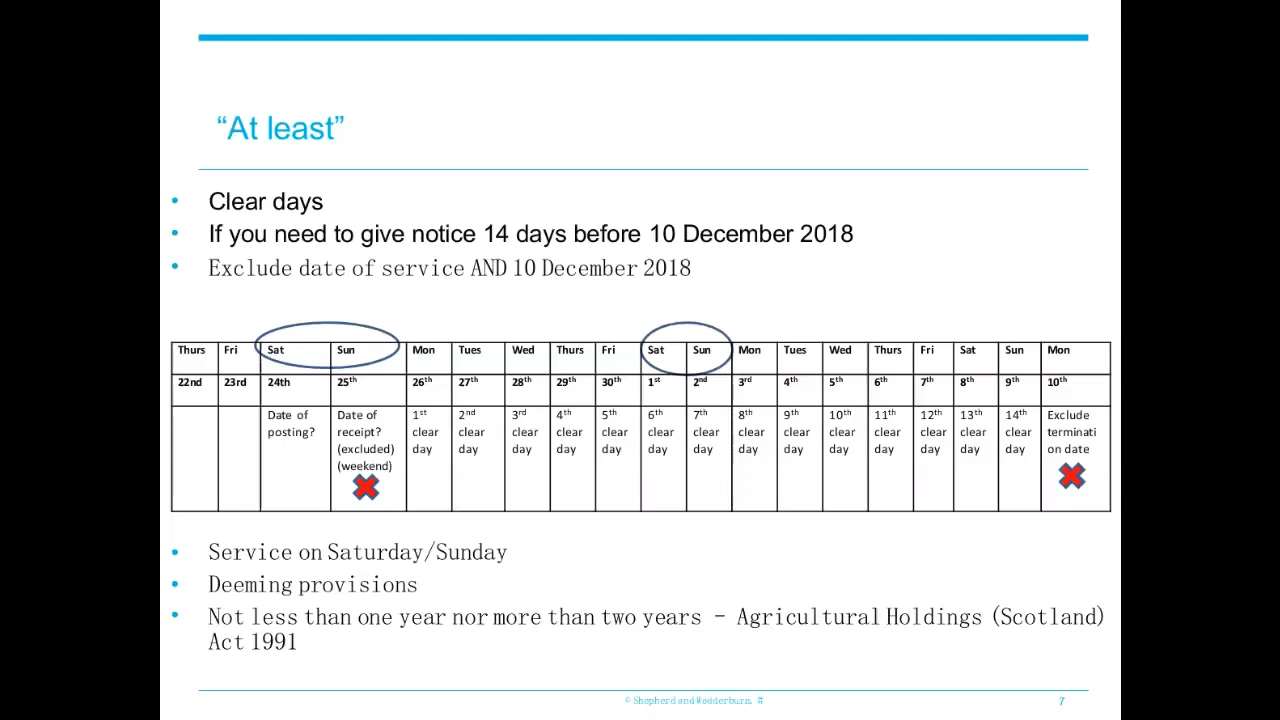 “At least”
• Clear days
• If you need to give notice 14 days before 10 December 2018
• Exclude date of service AND 10 December 2018
Thurs Fri Sat Sun Mon Tues Wed Thurs Fri Sat Sun Mon Tues Wed Thurs Fri Sat Sun Mon
22nd 23rd 24th 25th 26th 27th 28th 29th 30th 1st 2nd 3rd 4th 5th 6th 7th 8th 9th 10th
Date of Date of 1st 2nd 3rd 4th 5th 6th 7th 8th 9th 10th 11th 12th 13th 14th Exclude
posting? receipt? clear clear clear clear clear clear clear clear clear clear clear clear clear clear terminati
(excluded) day day day day day day day day day day day day day day on date
(weekend)
• Service on Saturday/Sunday
• Deeming provisions
• Not less than one year nor more than two years – Agricultural Holdings (Scotland)
Act 1991
© Shepherd and Wedderburn, # 7